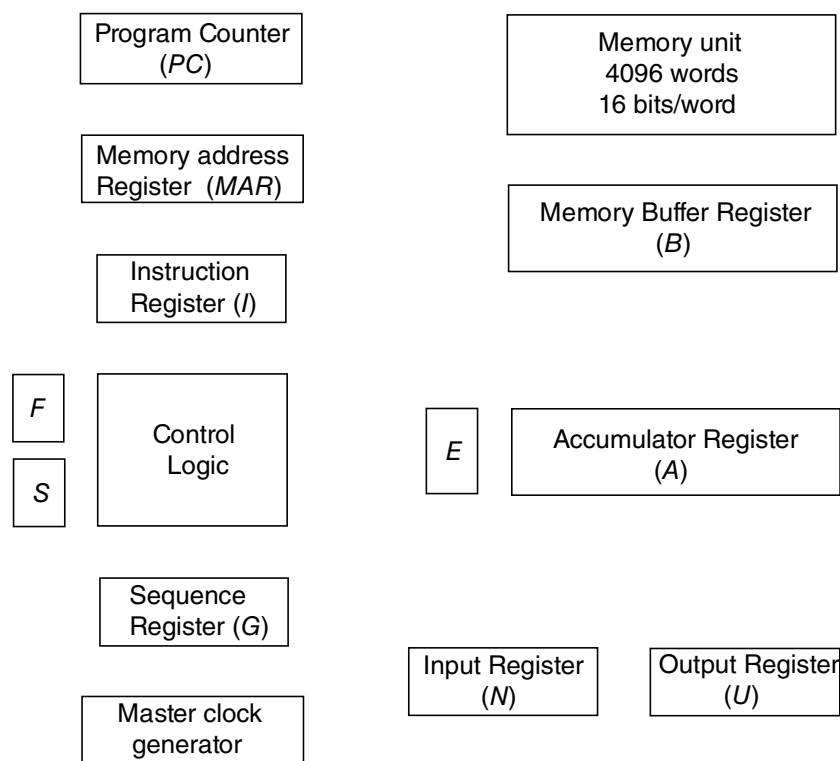 Program Counter
(PC)
Memory unit
4096 words
16 bits/word
Memory address
Register (MAR)
Memory Buffer Register
(B)
Instruction
Register (I)
F
S
Control
Logic
E
Accumulator Register
(A)
Sequence
Register (G)
Input Register
(N)
Output Register
(U)
Master clock
generator